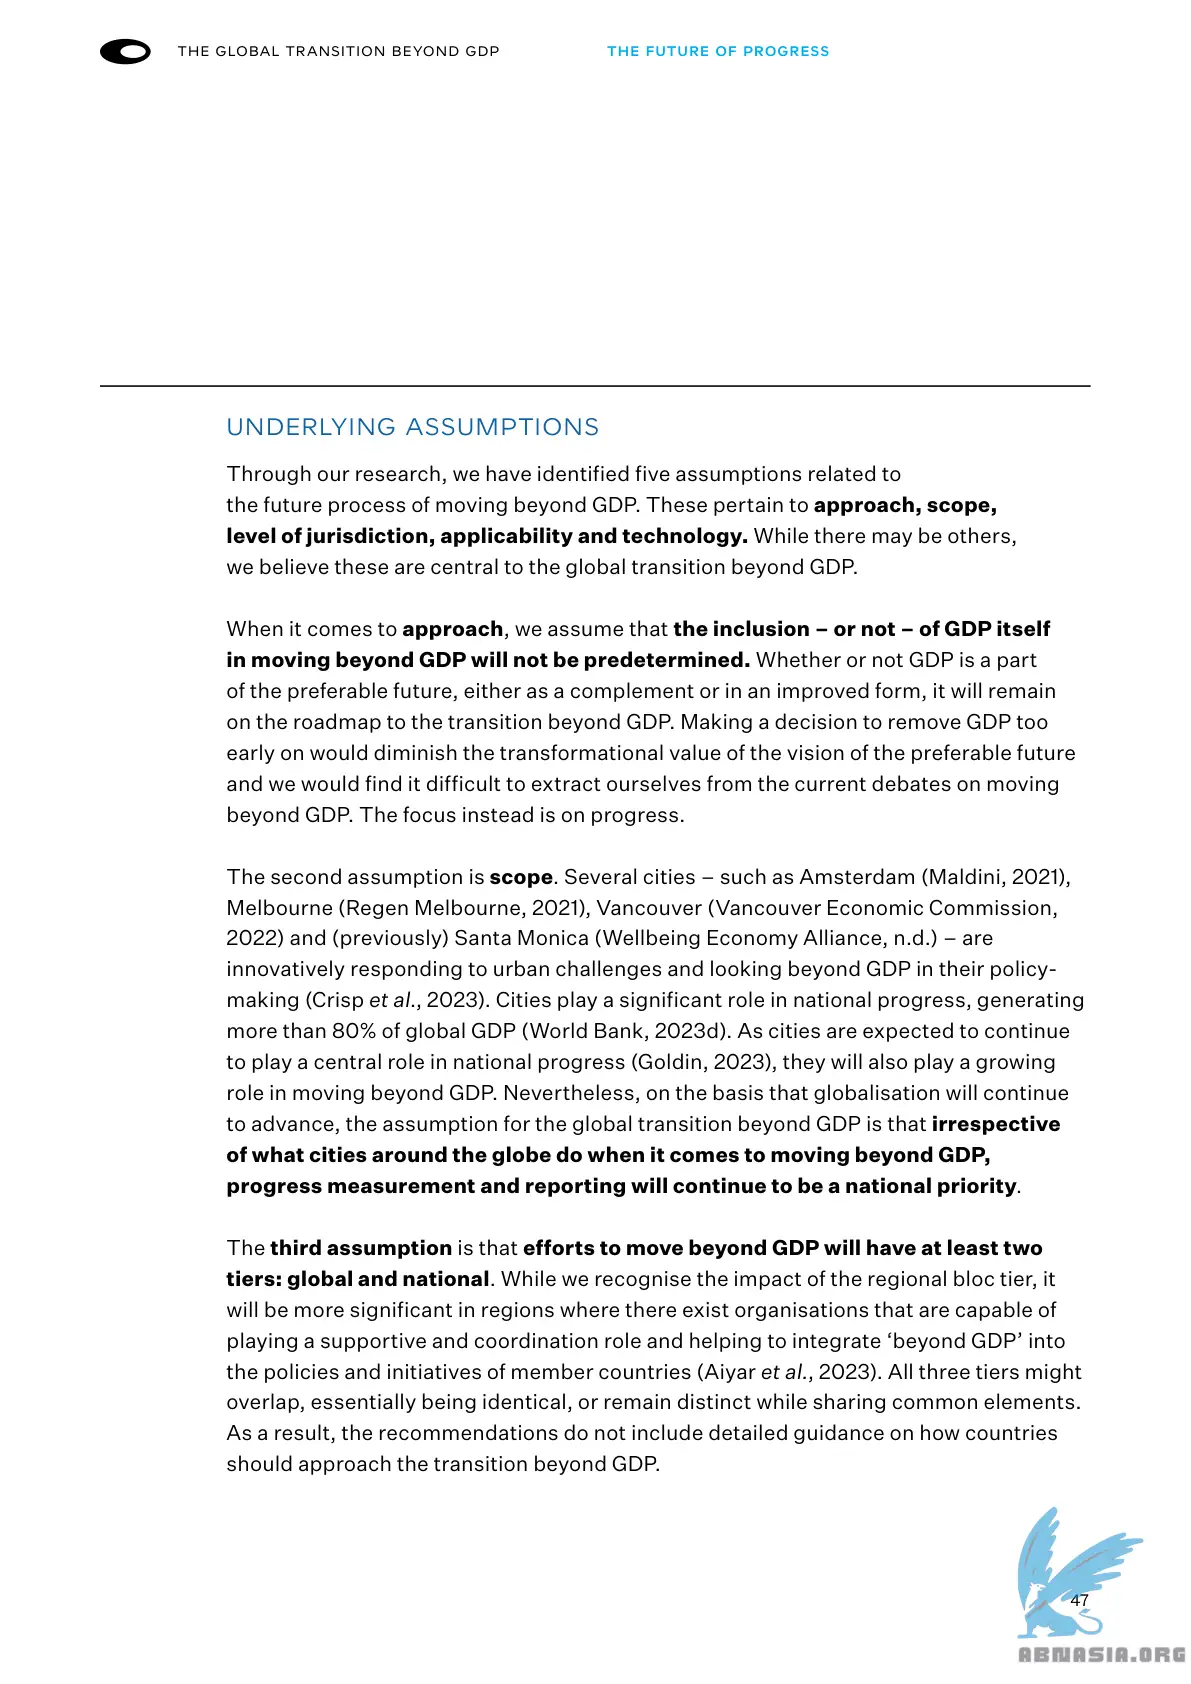 THE GLOBAL TRANSITION BEYOND GDP
THE FUTURE OF PROGRESS
UNDERLYING ASSUMPTIONS
Through our research, we have identified five assumptions related to
the future process of moving beyond GDP. These pertain to approach, scope,
level of jurisdiction, applicability and technology. While there may be others,
we believe these are central to the global transition beyond GDP.
When it comes to approach, we assume that the inclusion – or not – of GDP itself
in moving beyond GDP will not be predetermined. Whether or not GDP is a part
of the preferable future, either as a complement or in an improved form, it will remain
on the roadmap to the transition beyond GDP. Making a decision to remove GDP too
early on would diminish the transformational value of the vision of the preferable future
and we would find it difficult to extract ourselves from the current debates on moving
beyond GDP. The focus instead is on progress.
The second assumption is scope. Several cities – such as Amsterdam (Maldini, 2021),
Melbourne (Regen Melbourne, 2021), Vancouver (Vancouver Economic Commission,
2022) and (previously) Santa Monica (Wellbeing Economy Alliance, n.d.) – are
innovatively responding to urban challenges and looking beyond GDP in their policy-
making (Crisp et al., 2023). Cities play a significant role in national progress, generating
more than 80% of global GDP (World Bank, 2023d). As cities are expected to continue
to play a central role in national progress (Goldin, 2023), they will also play a growing
role in moving beyond GDP. Nevertheless, on the basis that globalisation will continue
to advance, the assumption for the global transition beyond GDP is that irrespective
of what cities around the globe do when it comes to moving beyond GDP,
progress measurement and reporting will continue to be a national priority.
The third assumption is that efforts to move beyond GDP will have at least two
tiers: global and national. While we recognise the impact of the regional bloc tier, it
will be more significant in regions where there exist organisations that are capable of
playing a supportive and coordination role and helping to integrate ‘beyond GDP’ into
the policies and initiatives of member countries (Aiyar et al., 2023). All three tiers might
overlap, essentially being identical, or remain distinct while sharing common elements.
As a result, the recommendations do not include detailed guidance on how countries
should approach the transition beyond GDP.
47
ABNASIA.ORG